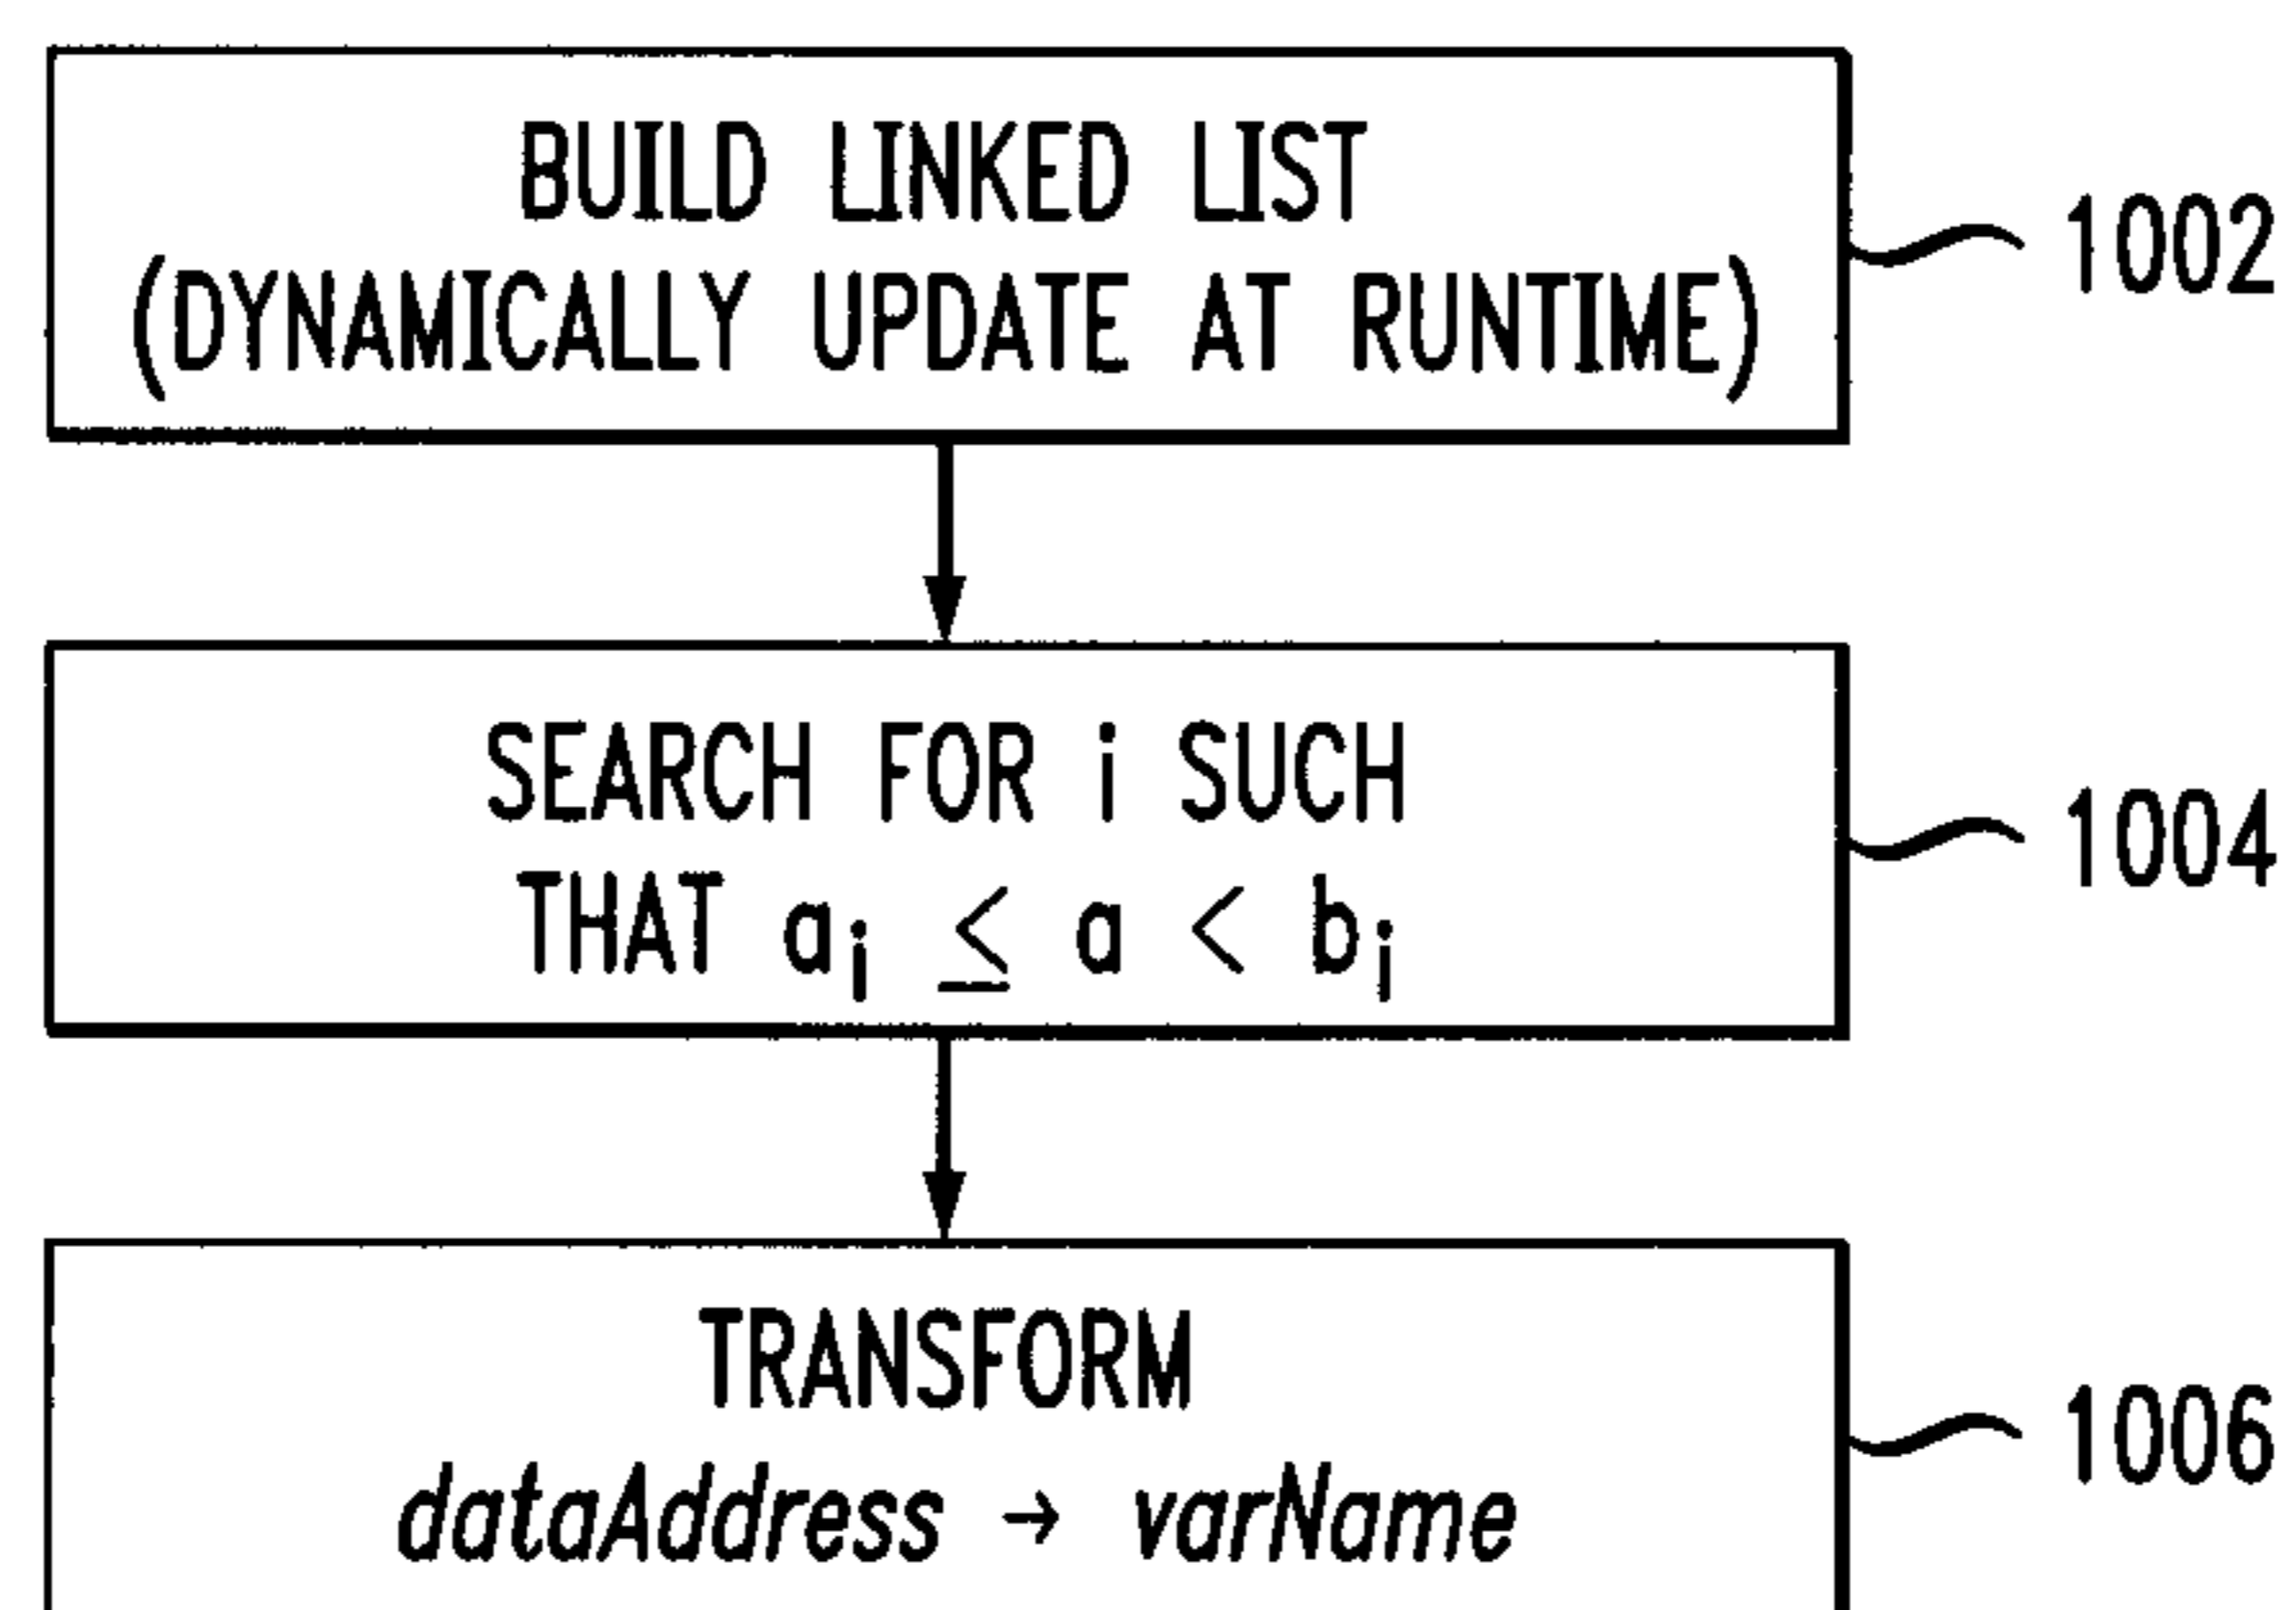 BUILD LINKED LIST
(DYNAMICALLY UPDATE AT RUNTIME)
1002
SEARCH FOR i SUCH
THAT aᵢ ≤ a < bᵢ
1004
TRANSFORM
dataAddress → varName
1006